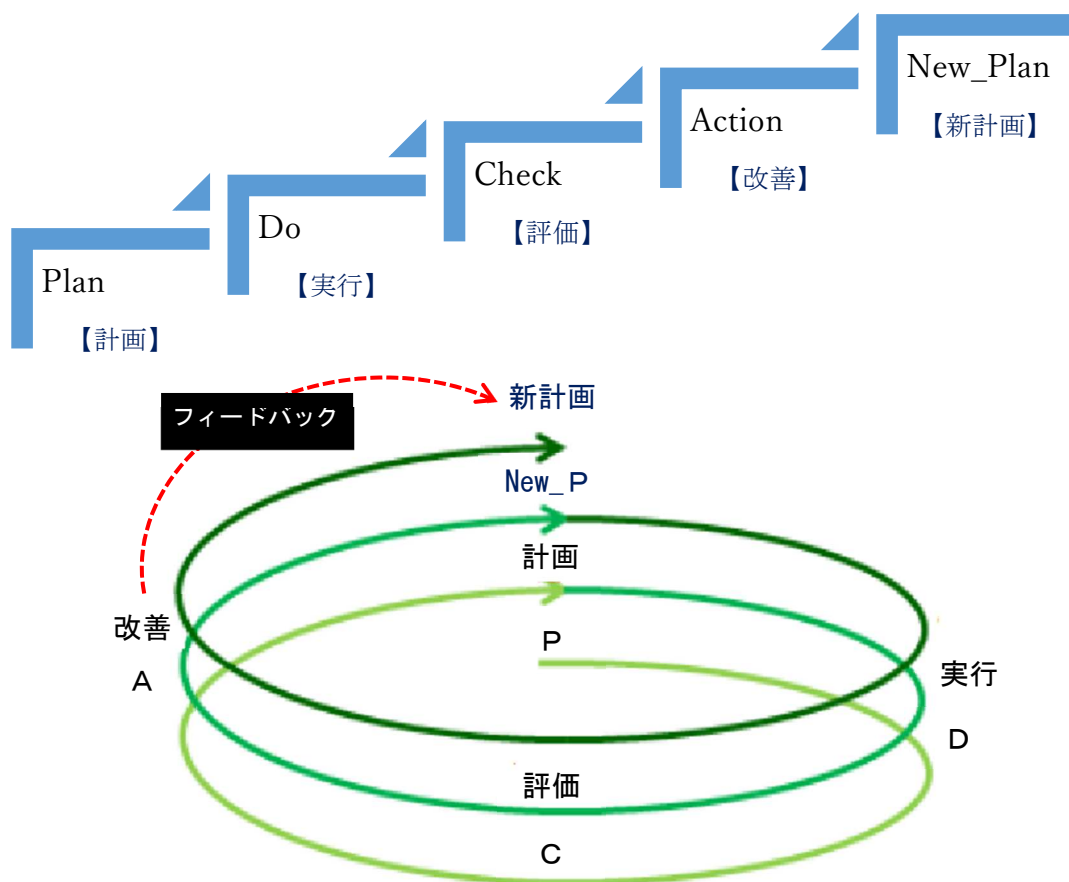 New_Plan
【新計画】
Action
【改善】
Check
【評価】
Do
【実行】
Plan
【計画】
新計画
フィードバック
New_P
計画
改善
P
A
実行
D
評価
C